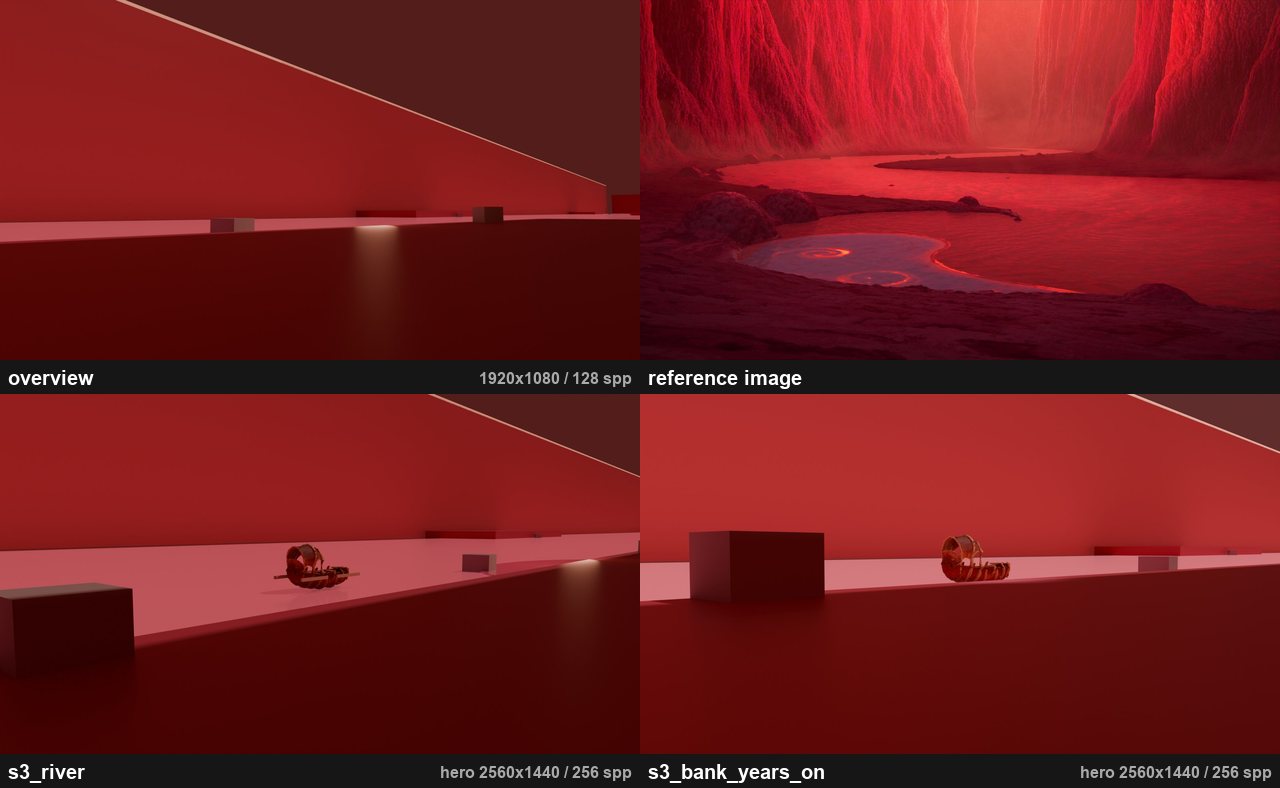 overview
1920x1080 / 128 spp
reference image
s3_river
hero 2560x1440 / 256 spp
s3_bank_years_on
hero 2560x1440 / 256 spp